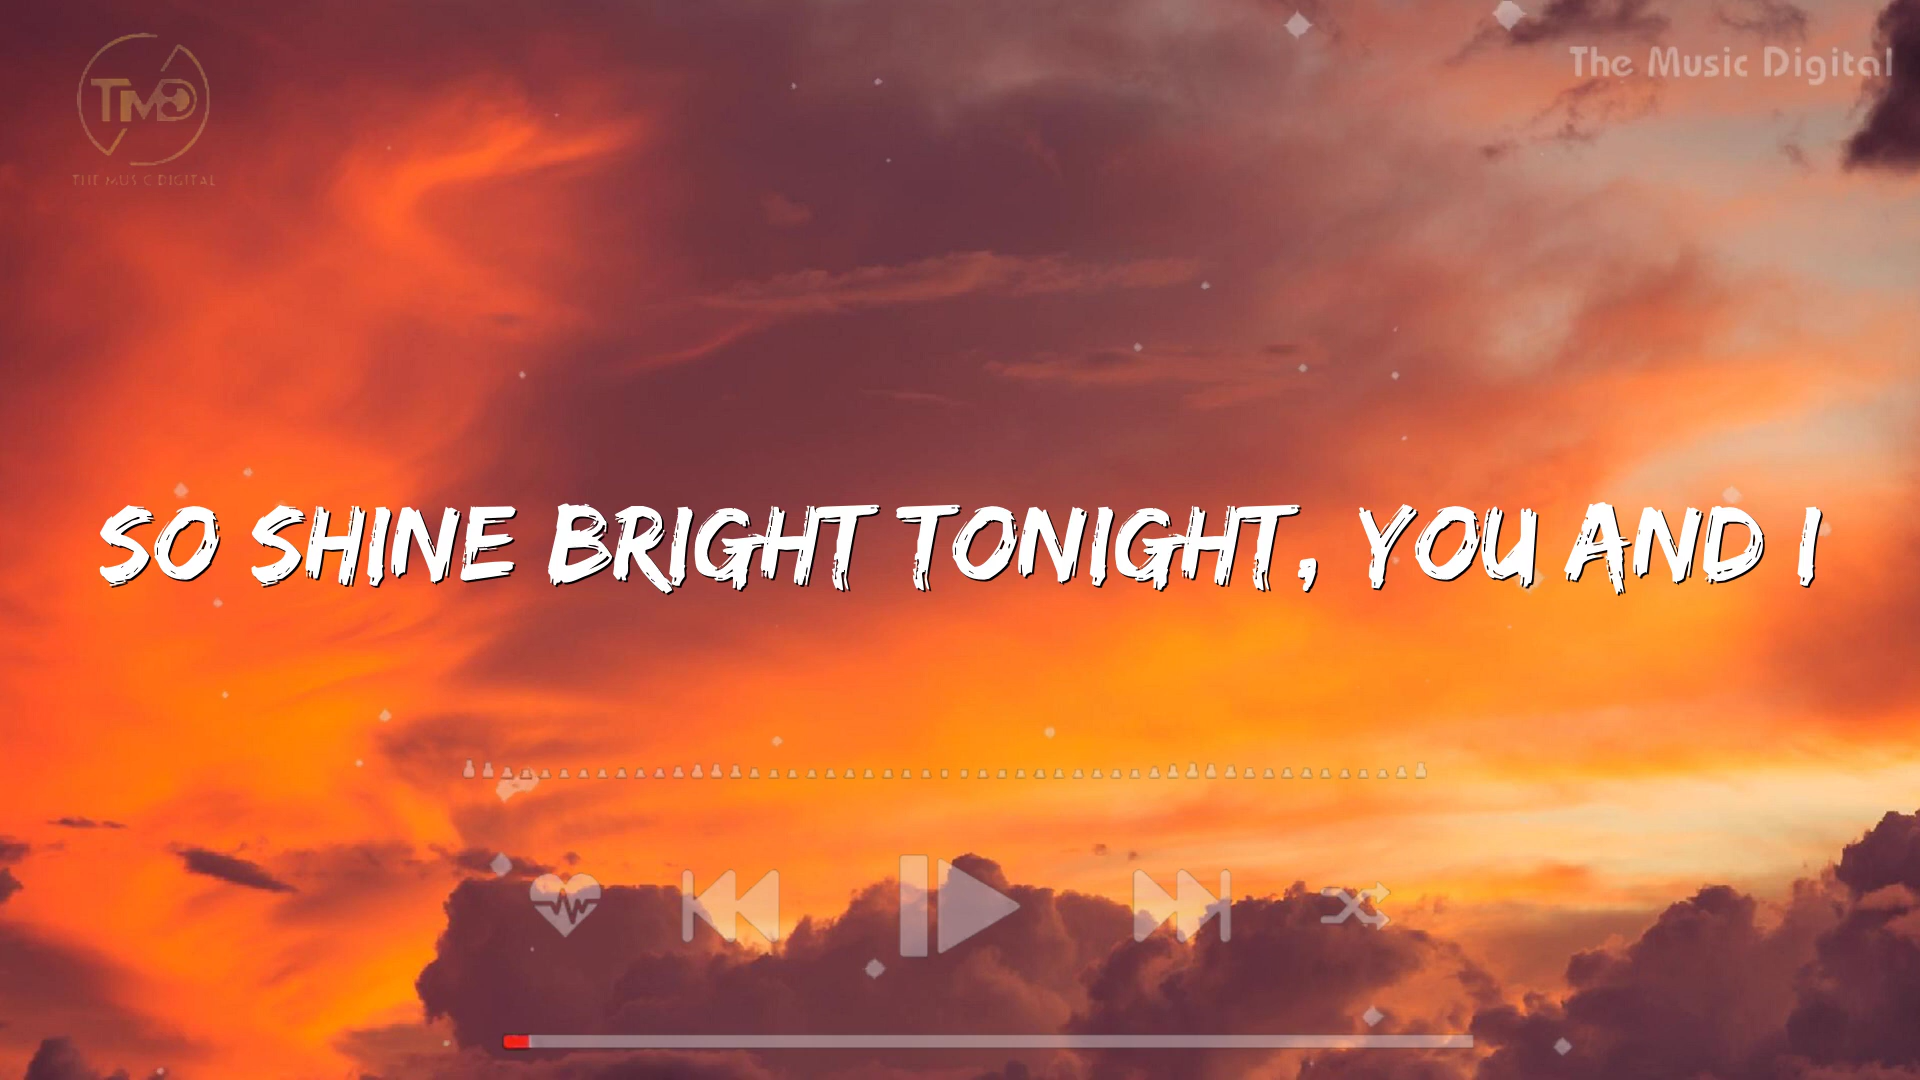 TMD
THE MUSIC DIGITAL
The Music Digital
SO SHINE BRIGHT TONIGHT, YOU AND I